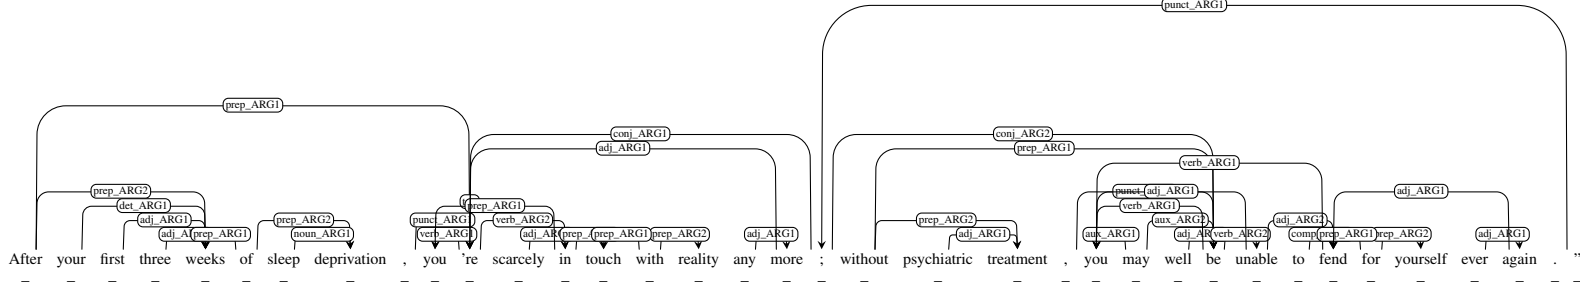 punct_ARG1
prep_ARG1
conj_ARG1 conj_ARG2
adj_ARG1 prep_ARG1
verb_ARG1
prep_ARG2 adj_ARG1 adj_ARG1
det_ARG1 prep_ARG1 verb_ARG1
adj_ARG1 prep_ARG2 punct_ARG1 verb_ARG2 prep_ARG2 aux_ARG2 adj_ARG2
prep_ARG1 noun_ARG1 verb_ARG1 prep_ARG1 prep_ARG2 adj_ARG1 adj_ARG1 aux_ARG1 verb_ARG2 prep_ARG1 prep_ARG2 adj_ARG1
After your first three weeks of sleep deprivation , you 're scarcely in touch with reality any more ; without psychiatric treatment , you may well be unable to fend for yourself ever again . ”
_ _ _ _ _ _ _ _ _ _ _ _ _ _ _ _ _ _ _ _ _ _ _ _ _ _ _ _ _ _ _ _ _ _ _ _